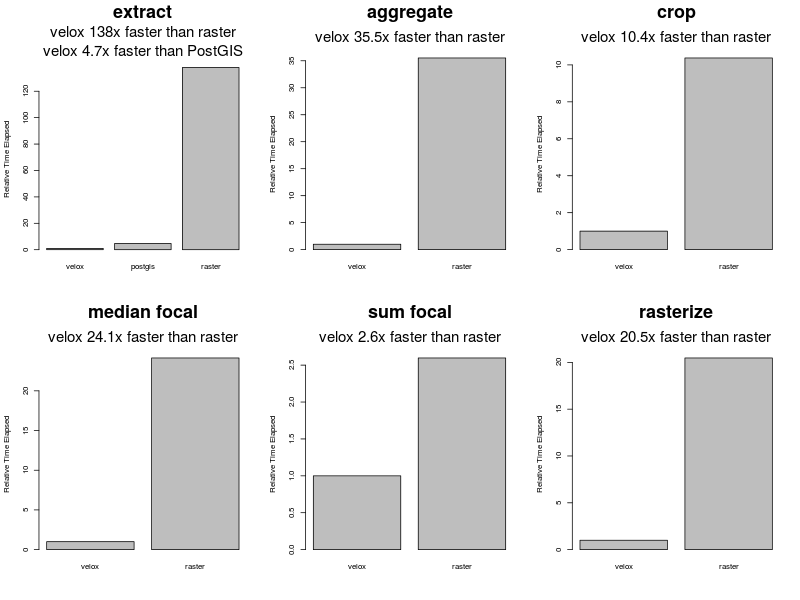 extract
velox 138x faster than raster
velox 4.7x faster than PostGIS
Relative Time Elapsed
0
20
40
60
80
100
120
velox
postgis
raster
aggregate
velox 35.5x faster than raster
Relative Time Elapsed
0
5
10
15
20
25
30
35
velox
raster
crop
velox 10.4x faster than raster
Relative Time Elapsed
0
2
4
6
8
10
velox
raster
median focal
velox 24.1x faster than raster
Relative Time Elapsed
0
5
10
15
20
velox
raster
sum focal
velox 2.6x faster than raster
Relative Time Elapsed
0.0
0.5
1.0
1.5
2.0
2.5
velox
raster
rasterize
velox 20.5x faster than raster
Relative Time Elapsed
0
5
10
15
20
velox
raster